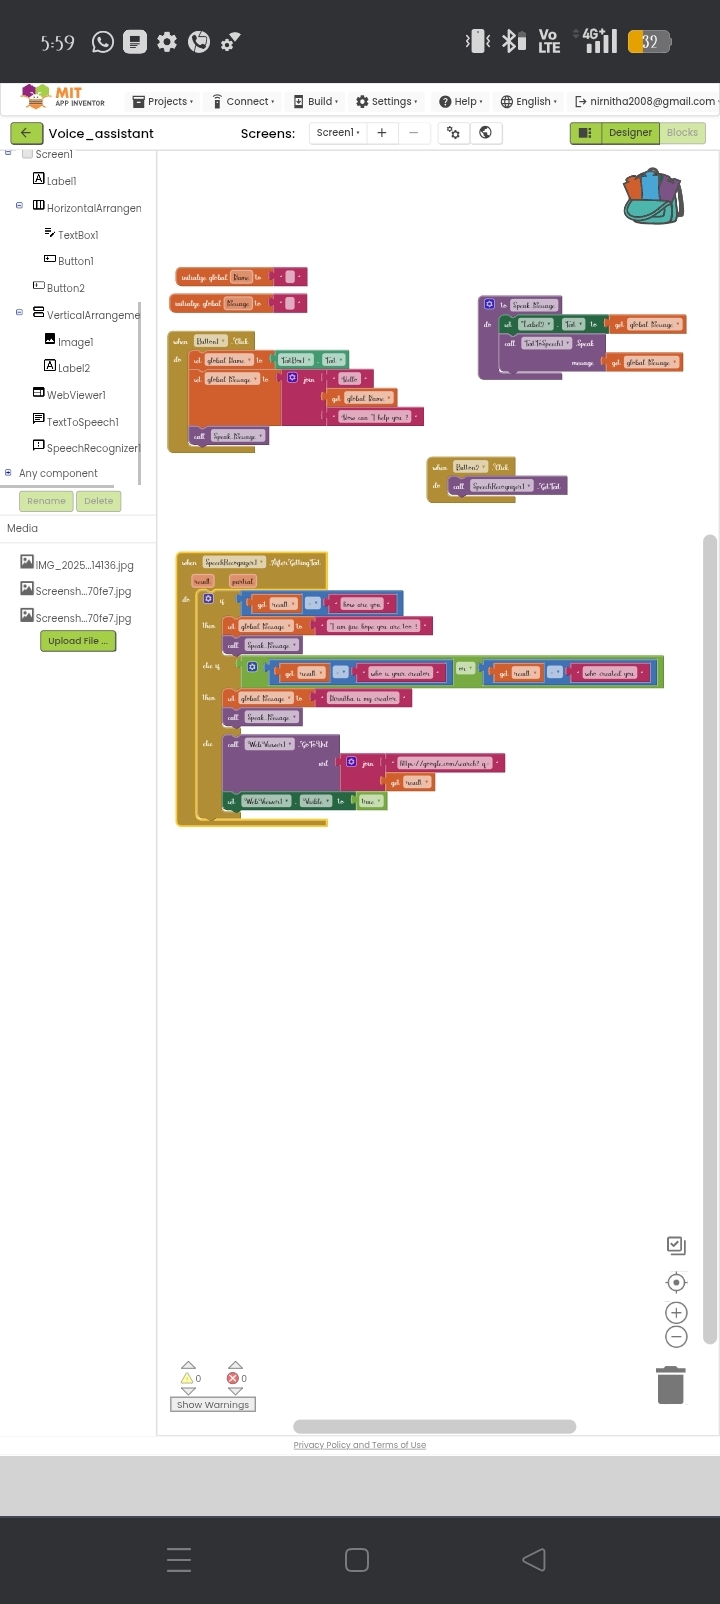 5:59
Vo
LTE
4G+
32
MIT
APP INVENTOR
Projects
Connect
Build
Settings
Help
English
nirnitha2008@gmail.com
Voice_assistant
Screens:
Screen1
Designer
Blocks
Screen1
Label1
HorizontalArrangen
TextBox1
Button1
Button2
VerticalArrangeme
Image1
Label2
WebViewer1
TextToSpeech1
SpeechRecognizer1
Any component
Rename
Delete
Media
IMG_2025...14136.jpg
Screensh...70fe7.jpg
Screensh...70fe7.jpg
Upload File ...
initialize global Name to " "
initialize global Message to " "
when Button1 .Click
do set global Name to TextBox1 . Text
set global Message to join " Hello "
get global Name
" How can I help you ? "
call Speak Message
to Speak Message
do set Label2 . Text to get global Message
call TextToSpeech1 .Speak
message get global Message
when Button2 .Click
do call SpeechRecognizer1 .GetText
when SpeechRecognizer1 .AfterGettingText
result partial
do if get result = " how are you "
then set global Message to " I am fine hope you are too ! "
call Speak Message
else if get result = " who is your creator " or get result = " who created you "
then set global Message to " Nirnitha is my creator "
call Speak Message
else call WebViewer1 .GoToUrl
url join " https://google.com/search?q= "
get result
set WebViewer1 . Visible to true
0
0
Show Warnings
Privacy Policy and Terms of Use